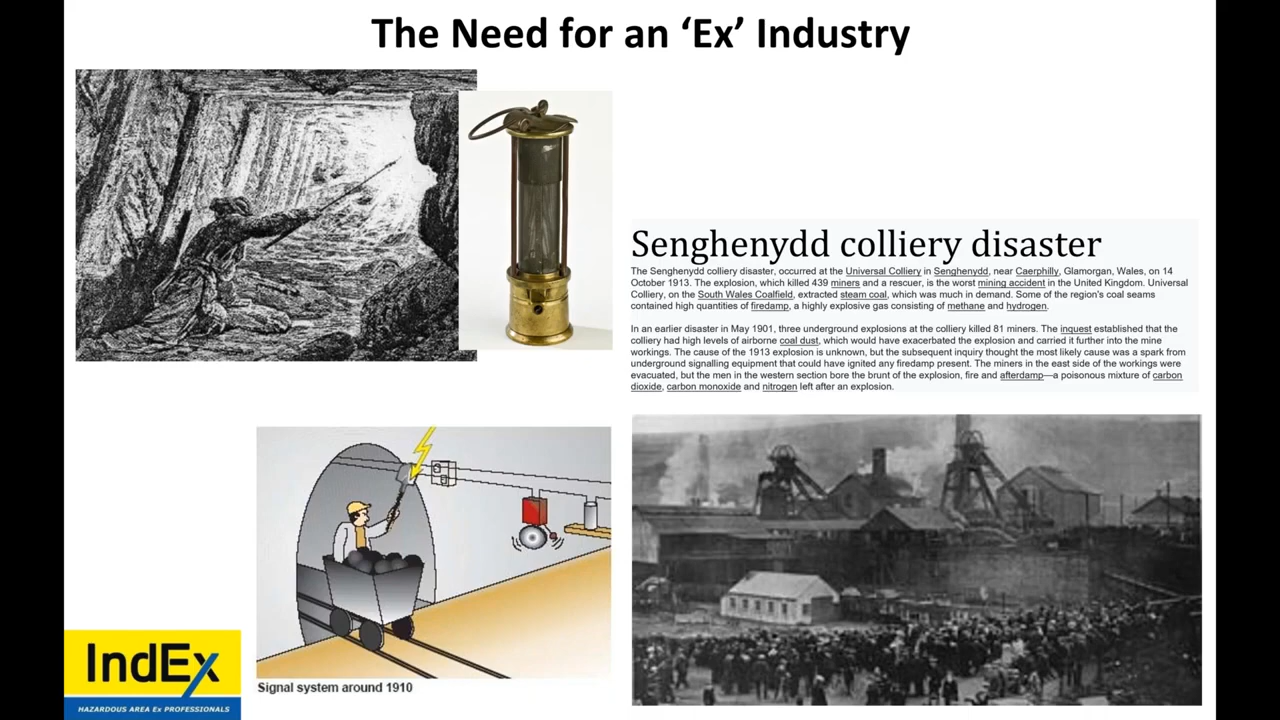 The Need for an ‘Ex’ Industry
Senghenydd colliery disaster
The Senghenydd colliery disaster, occurred at the Universal Colliery in Senghenydd, near Caerphilly, Glamorgan, Wales, on 14
October 1913. The explosion, which killed 439 miners and a rescuer, is the worst mining accident in the United Kingdom. Universal
Colliery, on the South Wales Coalfield, extracted steam coal, which was much in demand. Some of the region's coal seams
contained high quantities of firedamp, a highly explosive gas consisting of methane and hydrogen.
In an earlier disaster in May 1901, three underground explosions at the colliery killed 81 miners. The inquest established that the
colliery had high levels of airborne coal dust, which would have exacerbated the explosion and carried it further into the mine
workings. The cause of the 1913 explosion is unknown, but the subsequent inquiry thought the most likely cause was a spark from
underground signalling equipment that could have ignited any firedamp present. The miners in the east side of the workings were
evacuated, but the men in the western section bore the brunt of the explosion, fire and afterdamp—a poisonous mixture of carbon
dioxide, carbon monoxide and nitrogen left after an explosion.
Signal system around 1910
IndEx
HAZARDOUS AREA Ex PROFESSIONALS